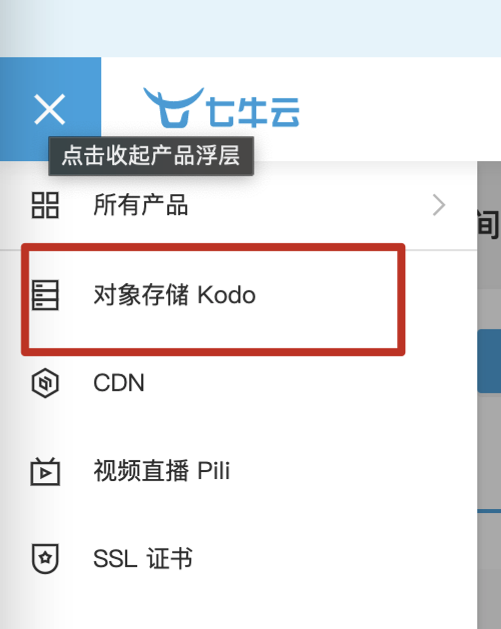 七牛云
点击收起产品浮层
所有产品
间
对象存储 Kodo
CDN
视频直播 Pili
SSL 证书